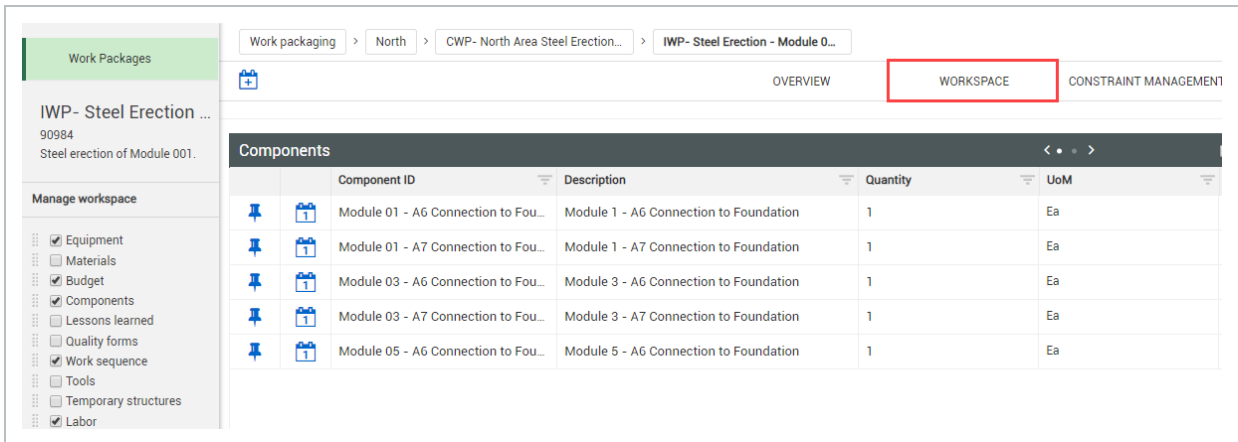 Work packaging > North > CWP- North Area Steel Erection... > IWP- Steel Erection - Module 0...
Work Packages
OVERVIEW WORKSPACE CONSTRAINT MANAGEMENT
IWP- Steel Erection ...
90984
Steel erection of Module 001.
Manage workspace
Equipment
Materials
Budget
Components
Lessons learned
Quality forms
Work sequence
Tools
Temporary structures
Labor
Components
Component ID Description Quantity UoM
1 Module 01 - A6 Connection to Fou... Module 1 - A6 Connection to Foundation 1 Ea
1 Module 01 - A7 Connection to Fou... Module 1 - A7 Connection to Foundation 1 Ea
1 Module 03 - A6 Connection to Fou... Module 3 - A6 Connection to Foundation 1 Ea
1 Module 03 - A7 Connection to Fou... Module 3 - A7 Connection to Foundation 1 Ea
1 Module 05 - A6 Connection to Fou... Module 5 - A6 Connection to Foundation 1 Ea